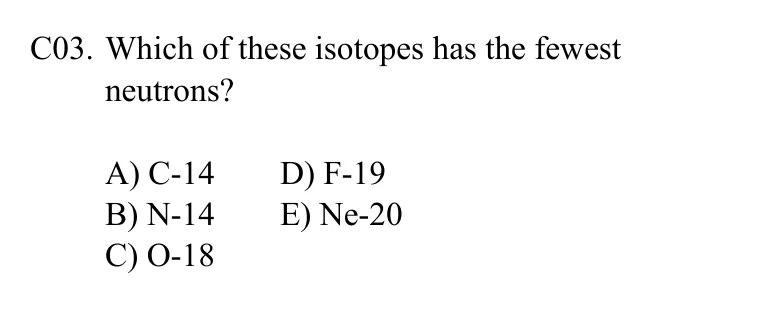 C03. Which of these isotopes has the fewest
neutrons?
A) C-14 D) F-19
B) N-14 E) Ne-20
C) O-18